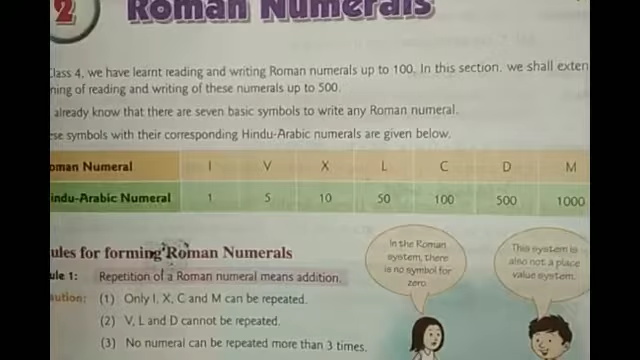 2 Roman Numerals
Class 4, we have learnt reading and writing Roman numerals up to 100. In this section, we shall exten
ning of reading and writing of these numerals up to 500.
already know that there are seven basic symbols to write any Roman numeral.
ese symbols with their corresponding Hindu-Arabic numerals are given below.
oman Numeral I V X L C D M
indu-Arabic Numeral 1 5 10 50 100 500 1000
ules for forming Roman Numerals
ule 1: Repetition of a Roman numeral means addition.
aution: (1) Only I, X, C and M can be repeated.
(2) V, L and D cannot be repeated.
(3) No numeral can be repeated more than 3 times.
In the Roman
system, there
is no symbol for
zero.
This system is
also not a place
value system.